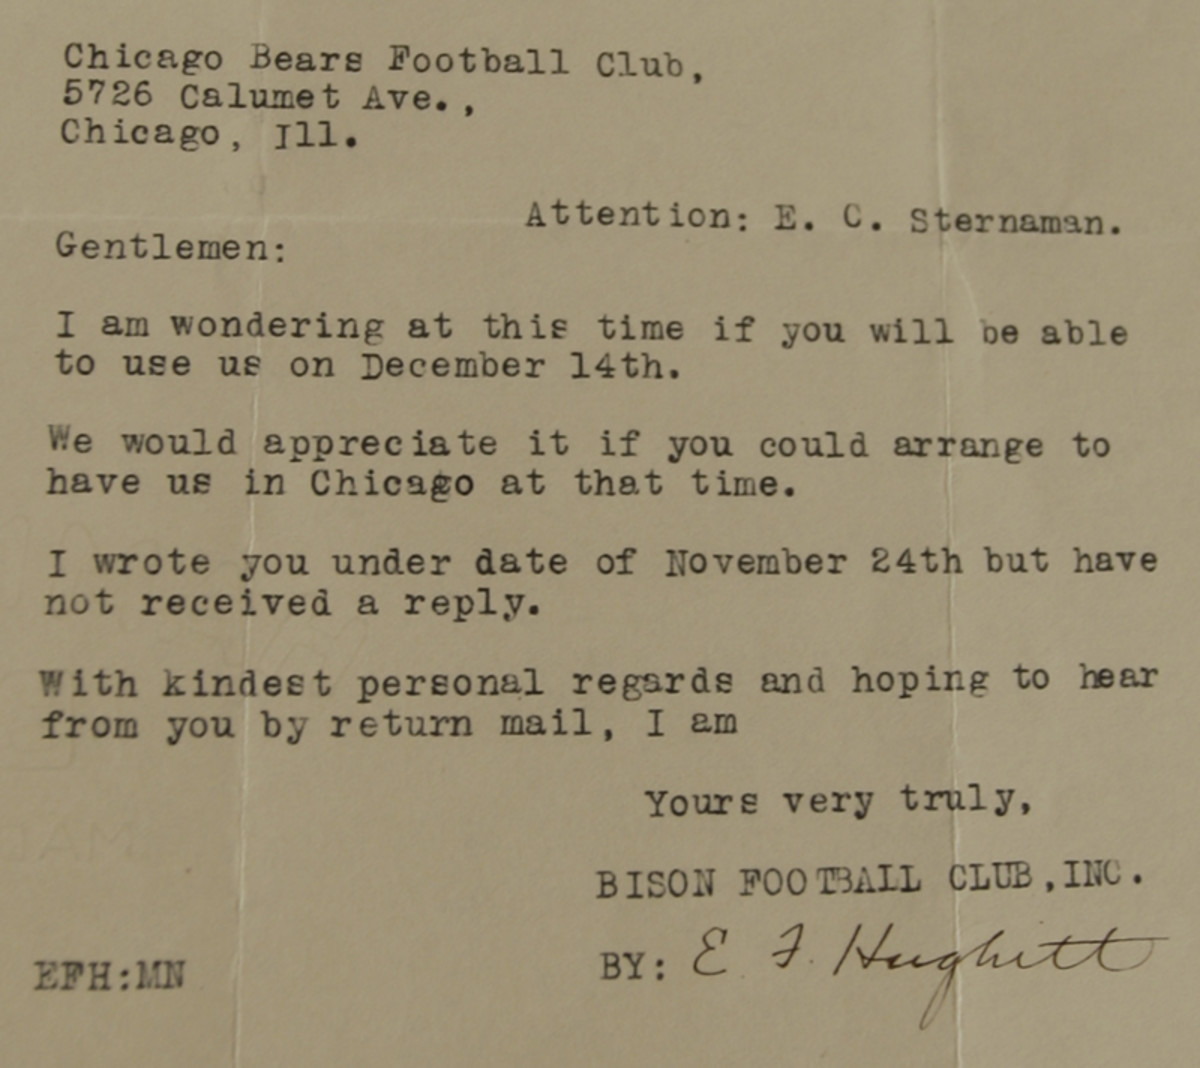 Chicago Bears Football Club,
5726 Calumet Ave.,
Chicago, Ill.
Attention: E. C. Sternaman.
Gentlemen:
I am wondering at this time if you will be able
to use us on December 14th.
We would appreciate it if you could arrange to
have us in Chicago at that time.
I wrote you under date of November 24th but have
not received a reply.
With kindest personal regards and hoping to hear
from you by return mail, I am
Yours very truly,
BISON FOOTBALL CLUB,INC.
BY: E. F. Hughitt
EFH:MN